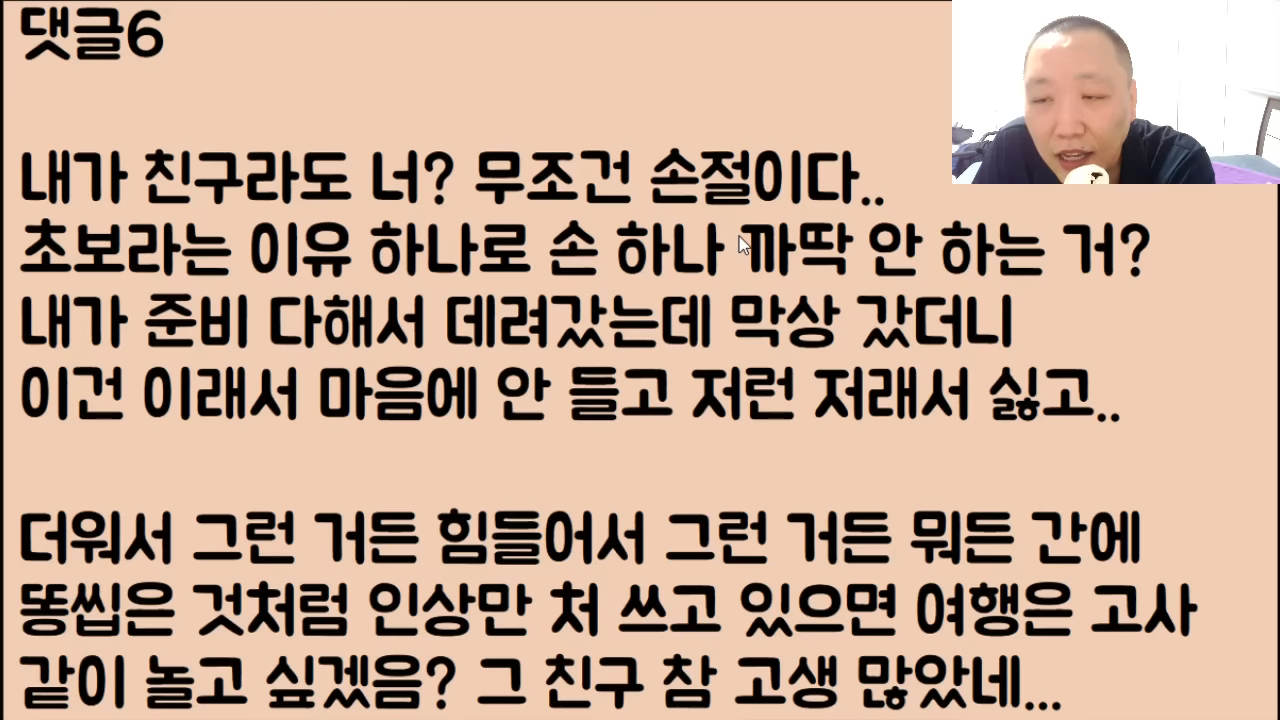 댓글6
내가 친구라도 너? 무조건 손절이다..
초보라는 이유 하나로 손 하나 까딱 안 하는 거?
내가 준비 다해서 데려갔는데 막상 갔더니
이건 이래서 마음에 안 들고 저런 저래서 싫고..
더워서 그런 거든 힘들어서 그런 거든 뭐든 간에
똥씹은 것처럼 인상만 처 쓰고 있으면 여행은 고사
같이 놀고 싶겠음? 그 친구 참 고생 많았네...